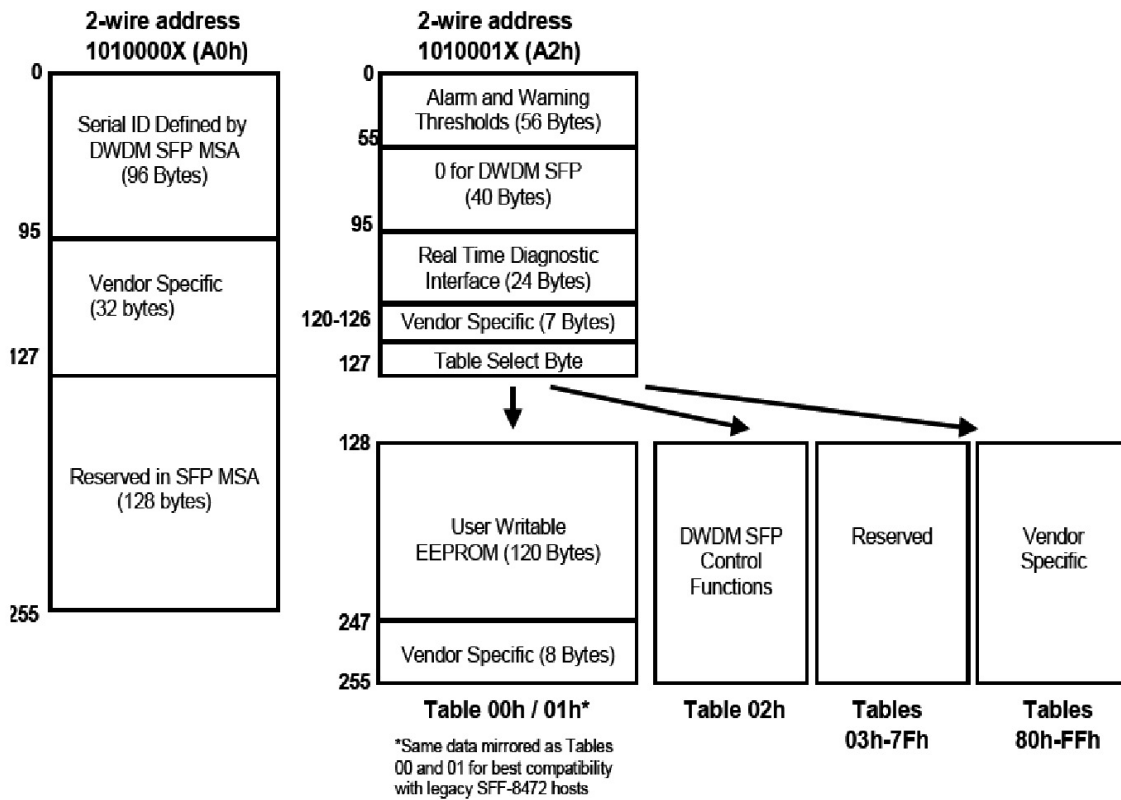 2-wire address
1010000X (A0h)
0
Serial ID Defined by
DWDM SFP MSA
(96 Bytes)
95
Vendor Specific
(32 bytes)
127
Reserved in SFP MSA
(128 bytes)
255
2-wire address
1010001X (A2h)
0
Alarm and Warning
Thresholds (56 Bytes)
55
0 for DWDM SFP
(40 Bytes)
95
Real Time Diagnostic
Interface (24 Bytes)
120-126
Vendor Specific (7 Bytes)
127
Table Select Byte
128
User Writable
EEPROM (120 Bytes)
247
Vendor Specific (8 Bytes)
255
Table 00h / 01h*
*Same data mirrored as Tables
00 and 01 for best compatibility
with legacy SFF-8472 hosts
DWDM SFP
Control
Functions
Table 02h
Reserved
Tables
03h-7Fh
Vendor
Specific
Tables
80h-FFh